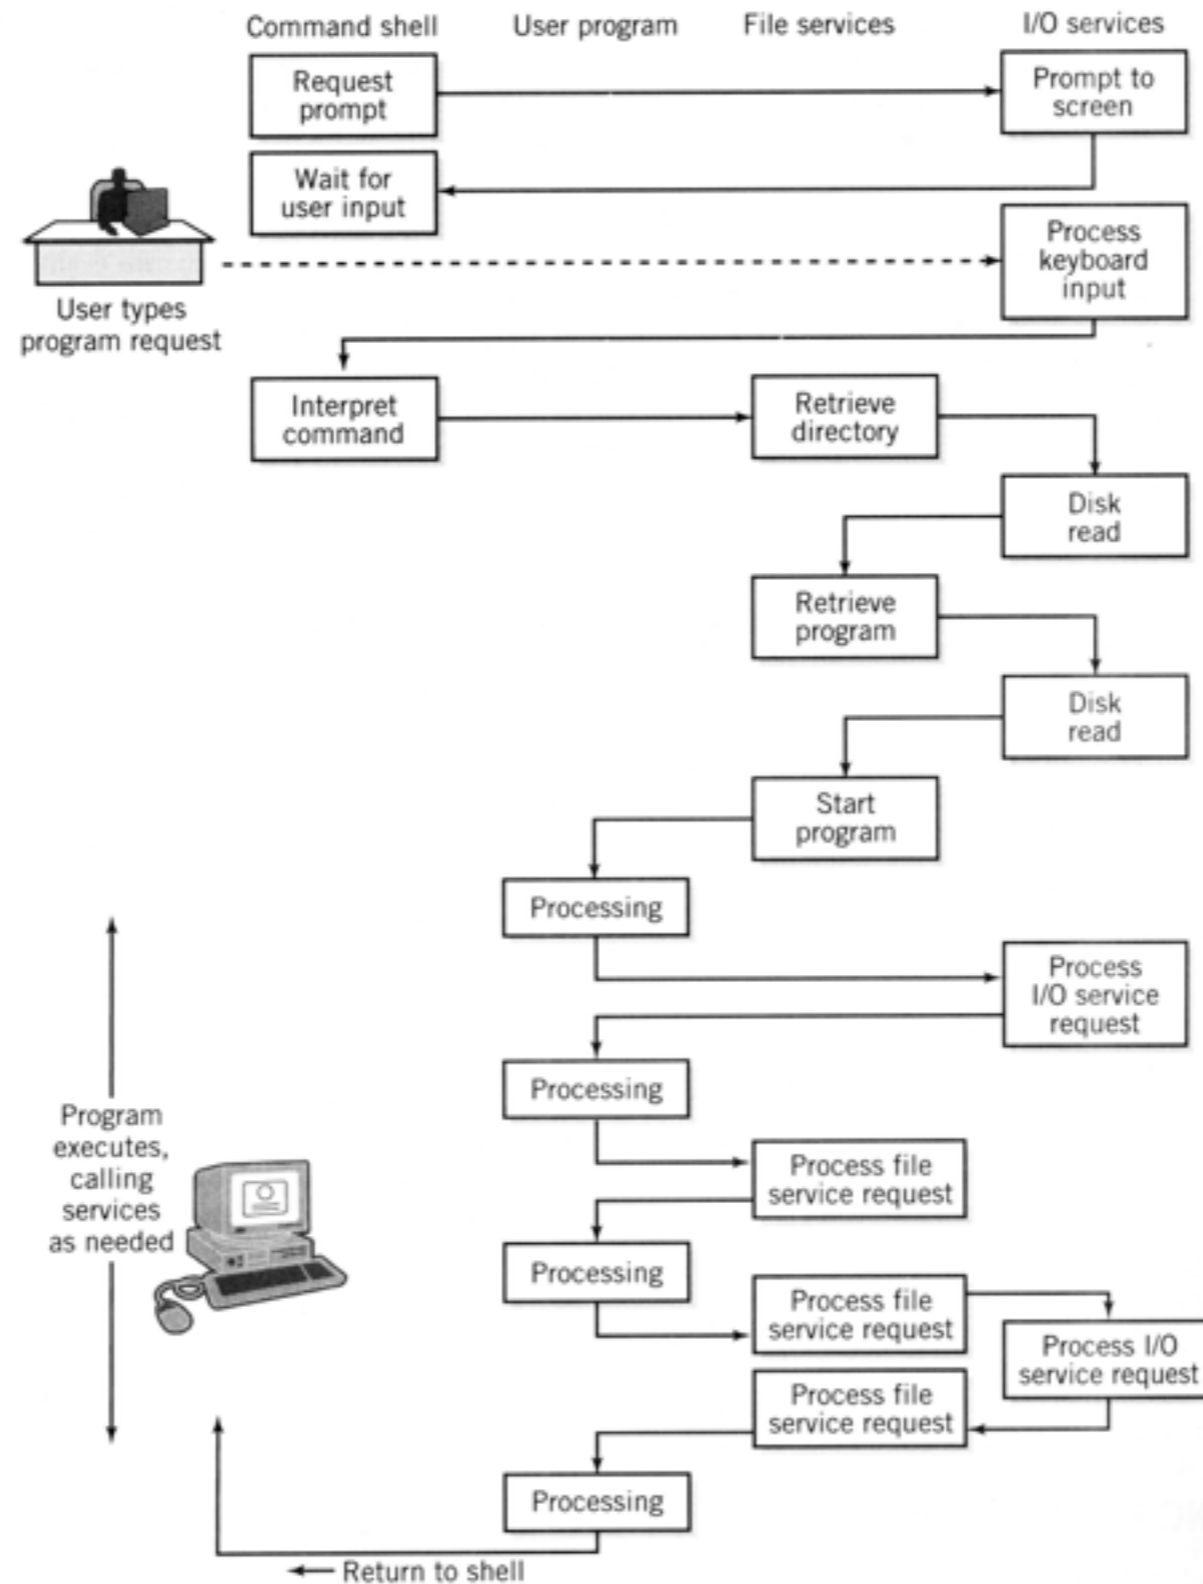 Command shell
User program
File services
I/O services
Request
prompt
Prompt to
screen
Wait for
user input
Process
keyboard
input
User types
program request
Interpret
command
Retrieve
directory
Disk
read
Retrieve
program
Disk
read
Start
program
Processing
Process
I/O service
request
Processing
Program
executes,
calling
services
as needed
Process file
service request
Processing
Process file
service request
Process I/O
service request
Process file
service request
Processing
Return to shell